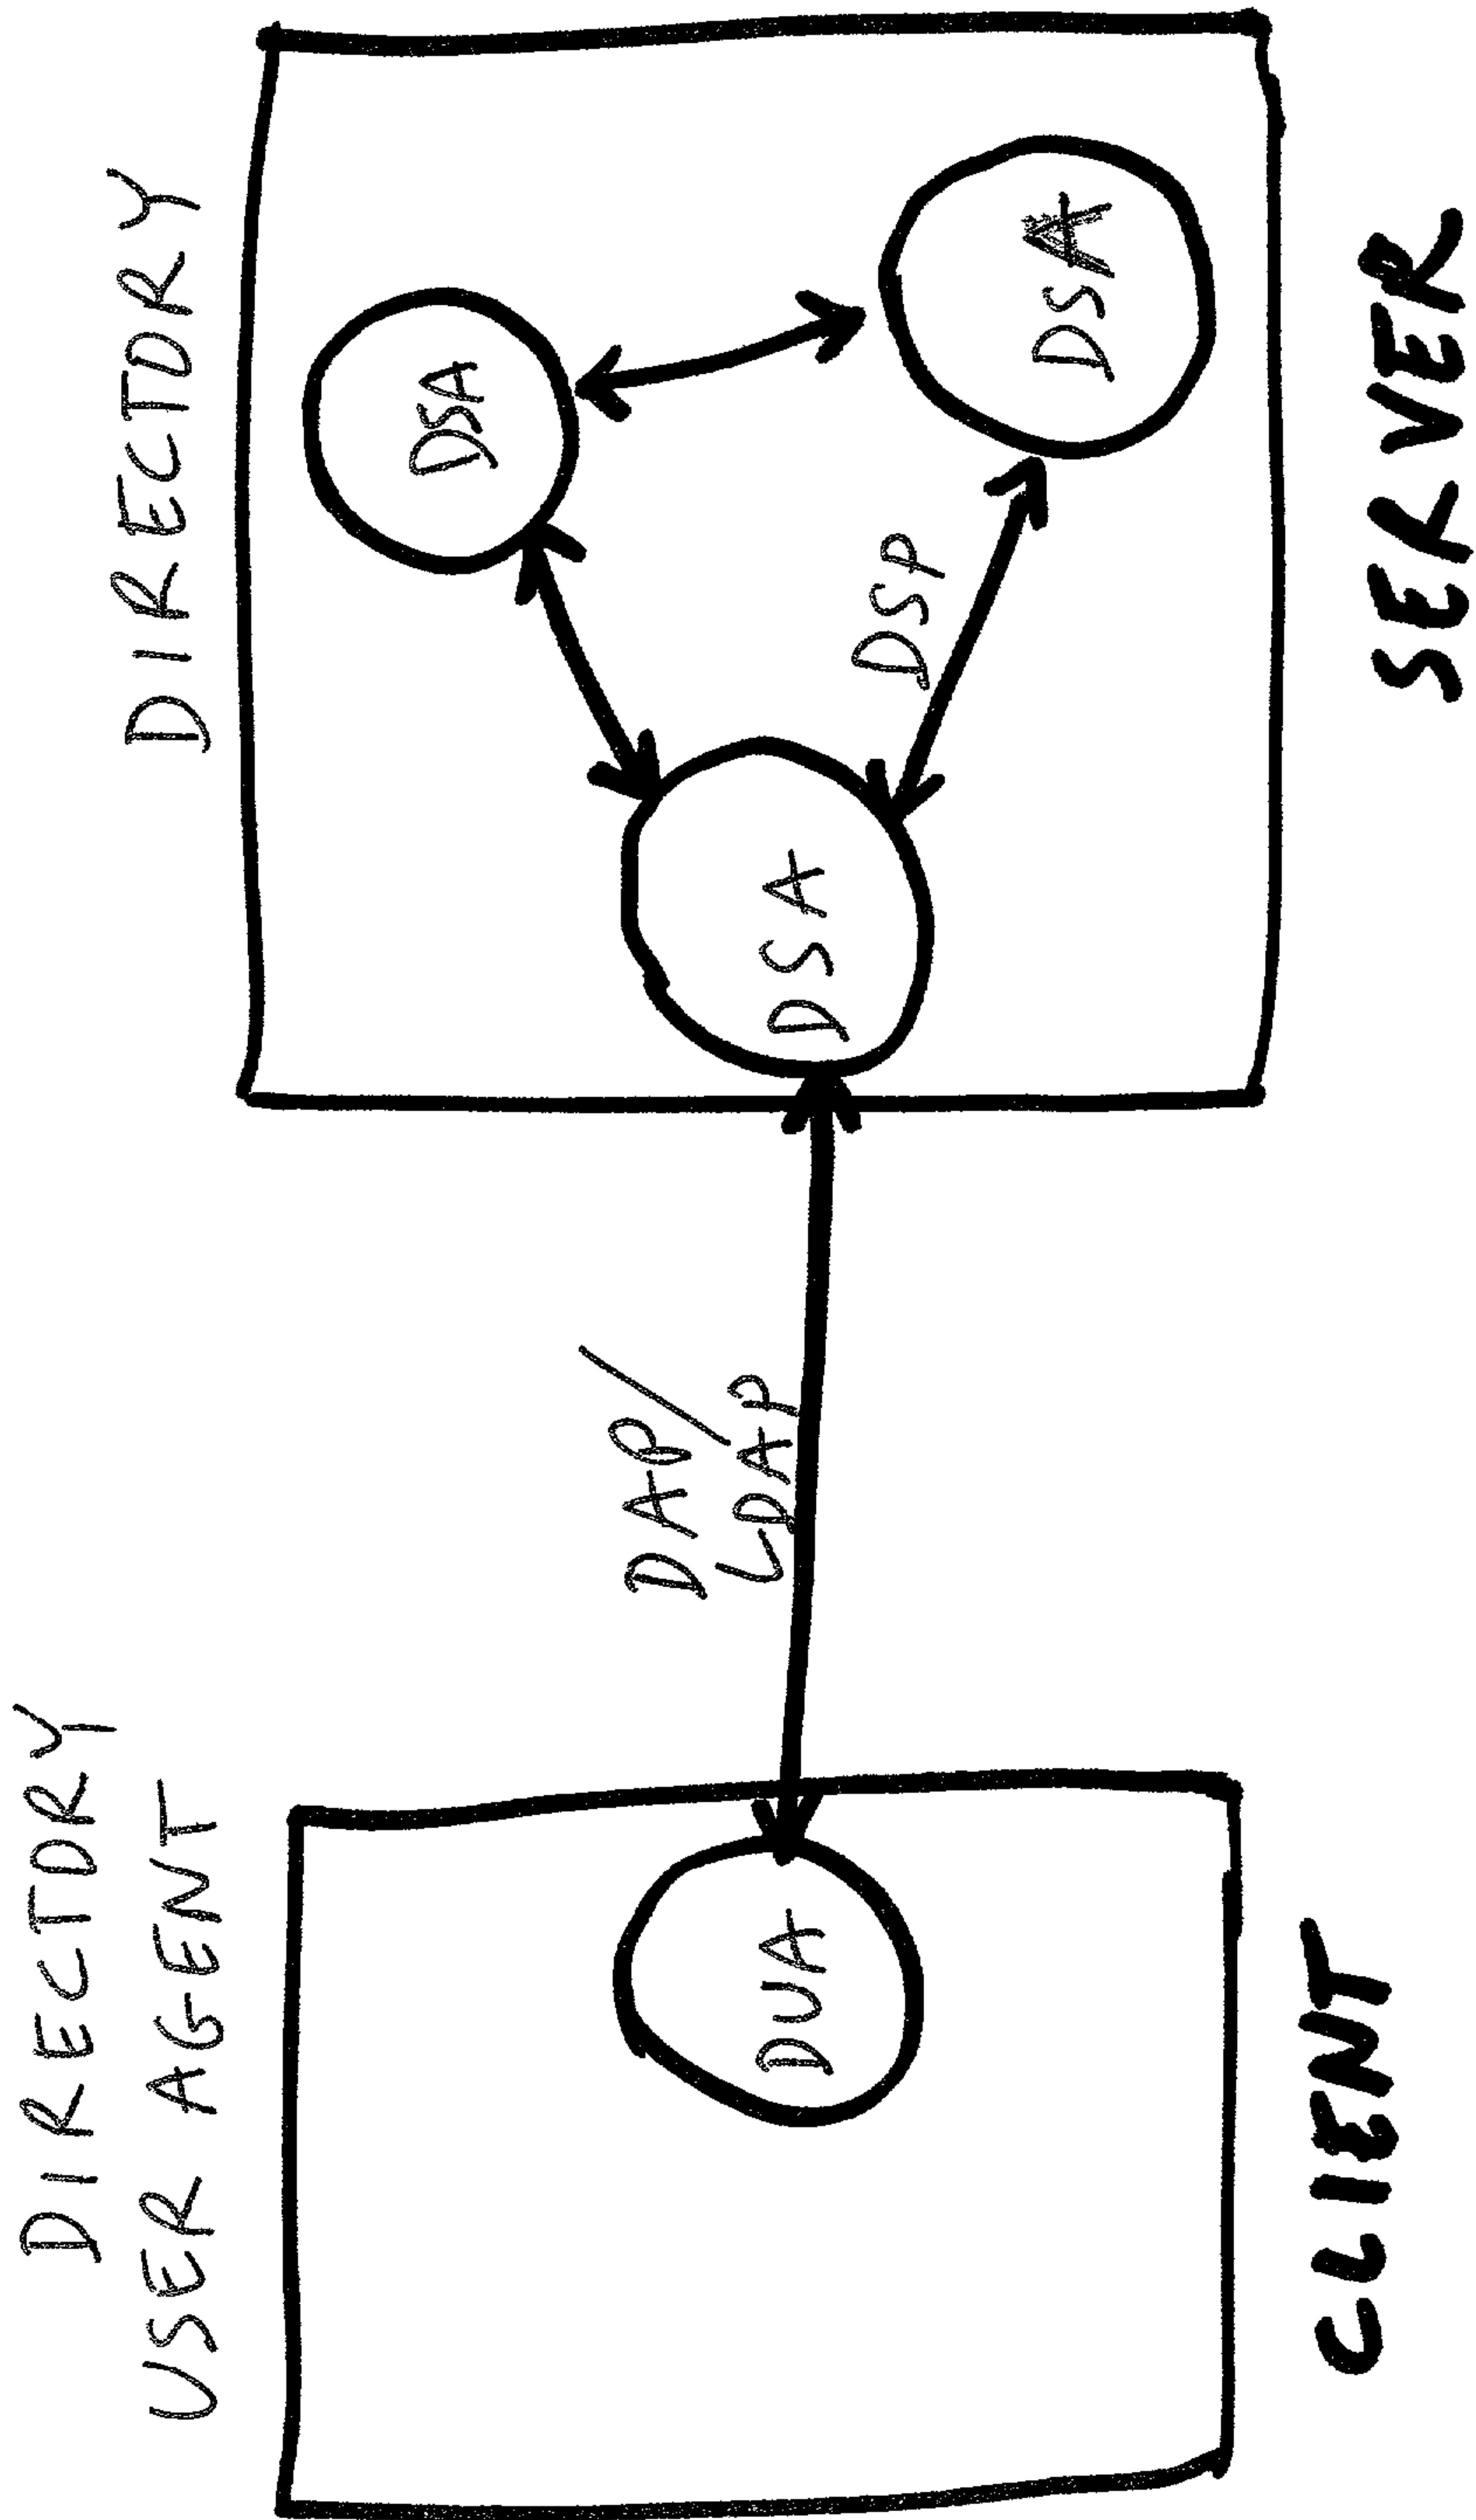 DIRECTORY
USER AGENT
DUA
CLIENT
DAP/
LDAP
DIRECTORY
DSA
DSA
DSP
DSA
SERVER